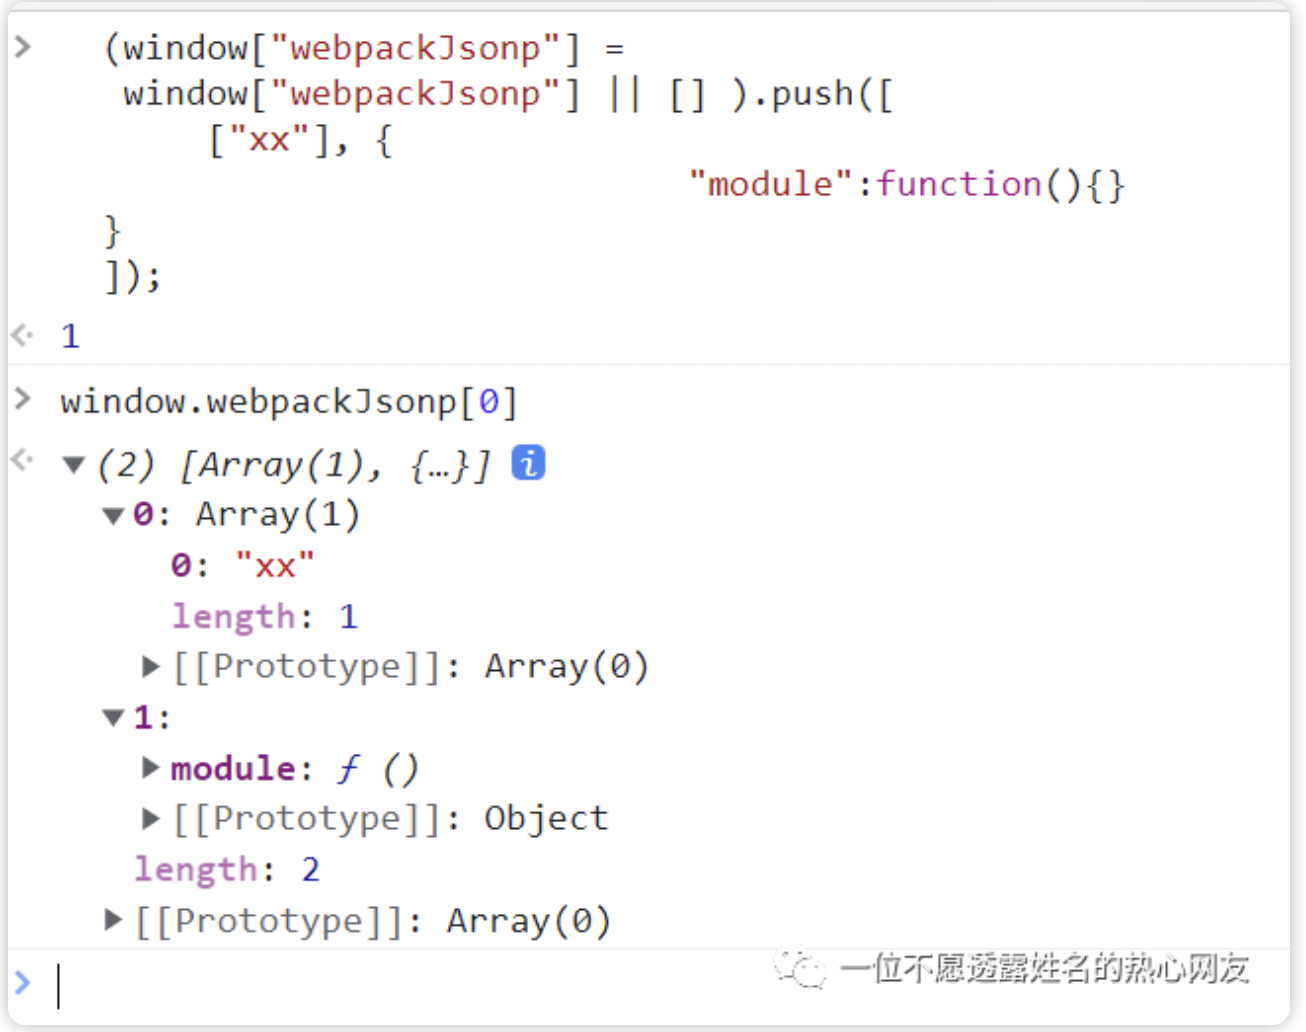 > (window["webpackJsonp"] =
window["webpackJsonp"] || [] ).push([
["xx"], {
"module":function(){}
}
]);
1
> window.webpackJsonp[0]
▼ (2) [Array(1), {…}] i
▼ 0: Array(1)
0: "xx"
length: 1
▶ [[Prototype]]: Array(0)
▼ 1:
▶ module: ƒ ()
▶ [[Prototype]]: Object
length: 2
▶ [[Prototype]]: Array(0)
>
一位不愿透露姓名的热心网友